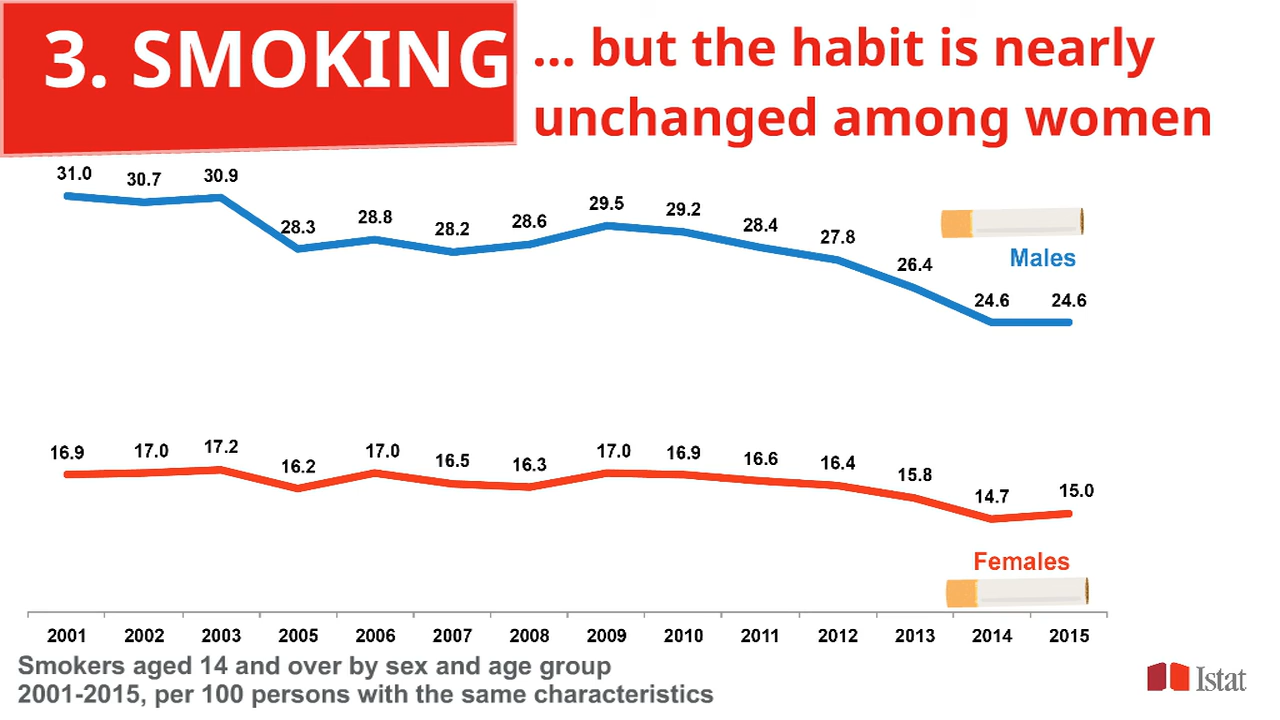 3. SMOKING
... but the habit is nearly
unchanged among women
31.0 30.7 30.9 28.3 28.8 28.2 28.6 29.5 29.2 28.4 27.8 26.4 24.6 24.6
Males
16.9 17.0 17.2 16.2 17.0 16.5 16.3 17.0 16.9 16.6 16.4 15.8 14.7 15.0
Females
2001 2002 2003 2005 2006 2007 2008 2009 2010 2011 2012 2013 2014 2015
Smokers aged 14 and over by sex and age group
2001-2015, per 100 persons with the same characteristics
Istat